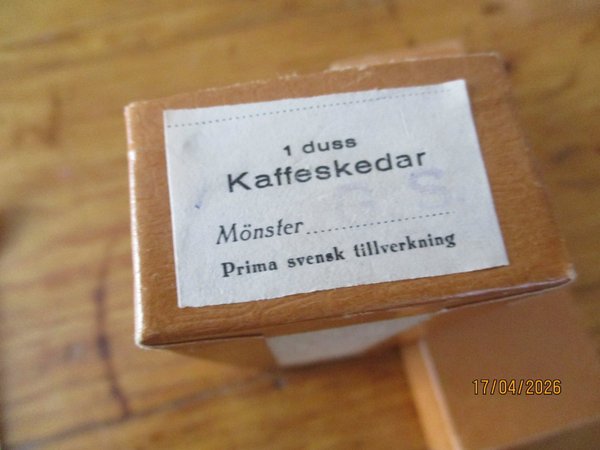 1 duss
Kaffeskedar
Mönster....................
Prima svensk tillverkning
17/04/2026